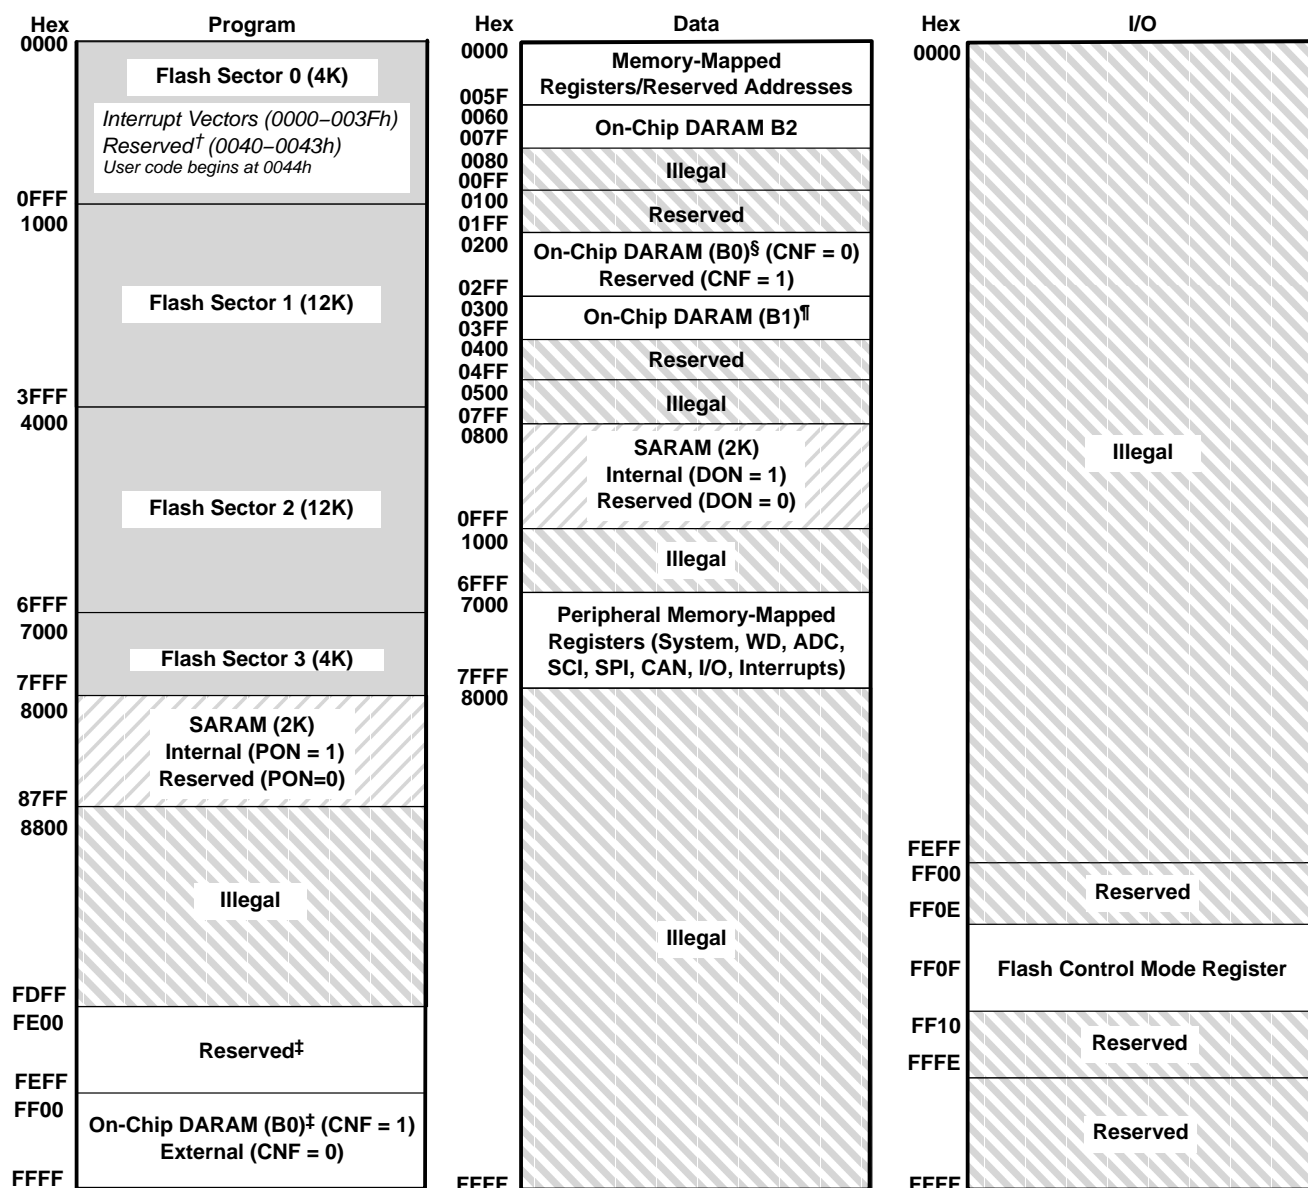 Hex
Program
0000
Flash Sector 0 (4K)
Interrupt Vectors (0000–003Fh)
Reserved† (0040–0043h)
User code begins at 0044h
0FFF
1000
Flash Sector 1 (12K)
3FFF
4000
Flash Sector 2 (12K)
6FFF
7000
Flash Sector 3 (4K)
7FFF
8000
SARAM (2K)
Internal (PON = 1)
Reserved (PON=0)
87FF
8800
Illegal
FDFF
FE00
Reserved‡
FEFF
FF00
On-Chip DARAM (B0)‡ (CNF = 1)
External (CNF = 0)
FFFF
Hex
Data
0000
Memory-Mapped
Registers/Reserved Addresses
005F
0060
On-Chip DARAM B2
007F
0080
Illegal
00FF
0100
Reserved
01FF
0200
On-Chip DARAM (B0)§ (CNF = 0)
Reserved (CNF = 1)
02FF
0300
On-Chip DARAM (B1)¶
03FF
0400
Reserved
04FF
0500
Illegal
07FF
0800
SARAM (2K)
Internal (DON = 1)
Reserved (DON = 0)
0FFF
1000
Illegal
6FFF
7000
Peripheral Memory-Mapped
Registers (System, WD, ADC,
SCI, SPI, CAN, I/O, Interrupts)
7FFF
8000
Illegal
FFFF
Hex
I/O
0000
Illegal
FEFF
FF00
Reserved
FF0E
FF0F
Flash Control Mode Register
FF10
Reserved
FFFE
Reserved
FFFF